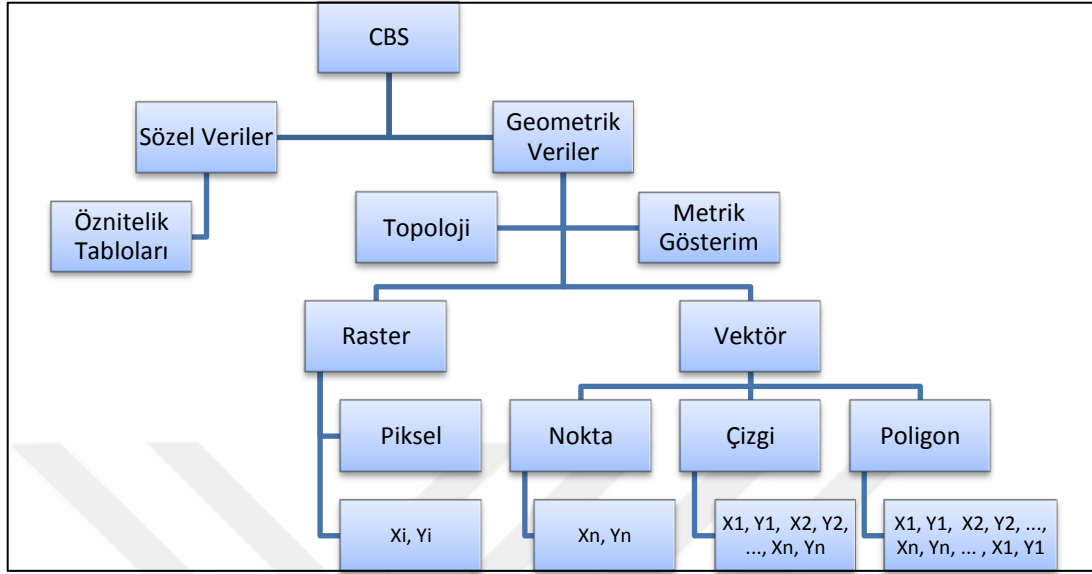 CBS
Sözel Veriler
Geometrik
Veriler
Öznitelik
Tabloları
Topoloji
Metrik
Gösterim
Raster
Vektör
Piksel
Nokta
Çizgi
Poligon
Xi, Yi
Xn, Yn
X1, Y1, X2, Y2,
..., Xn, Yn
X1, Y1, X2, Y2, ...,
Xn, Yn, ... , X1, Y1